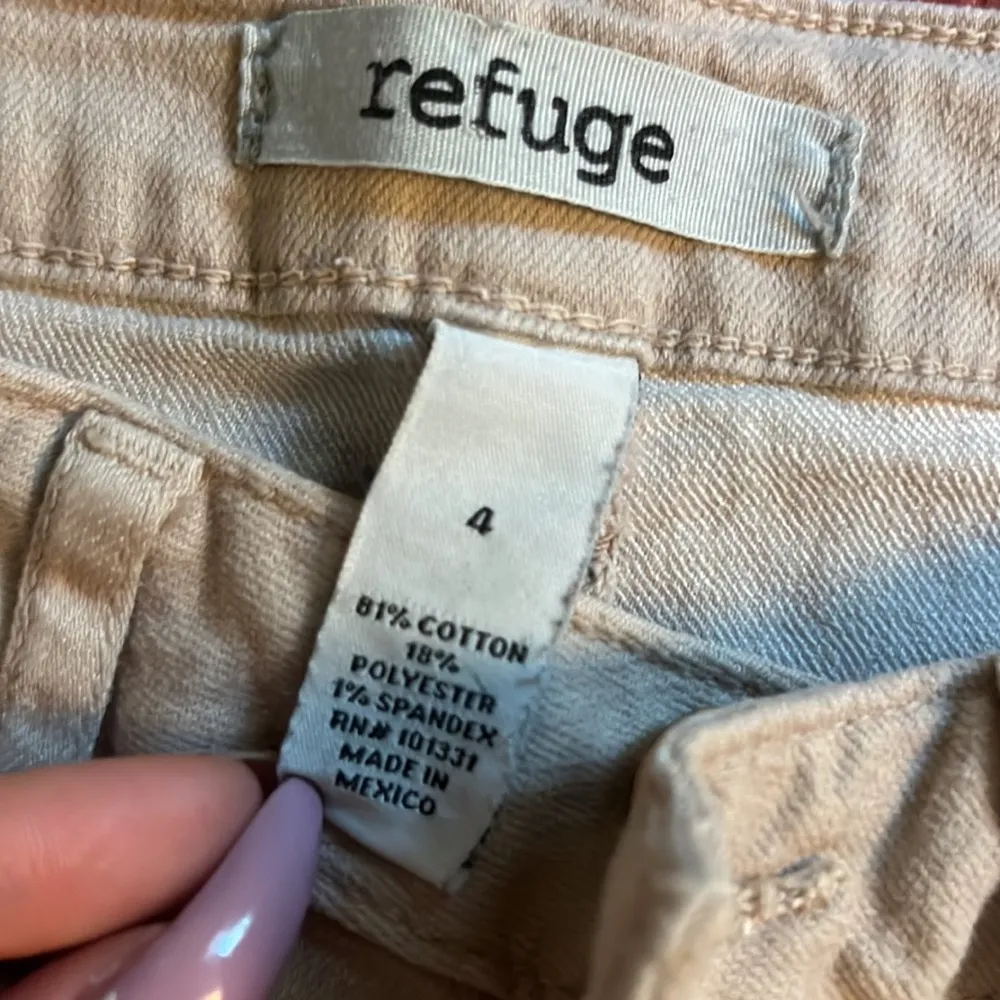 refuge
4
81% COTTON
18%
POLYESTER
1% SPANDEX
RN# 101331
MADE IN
MEXICO